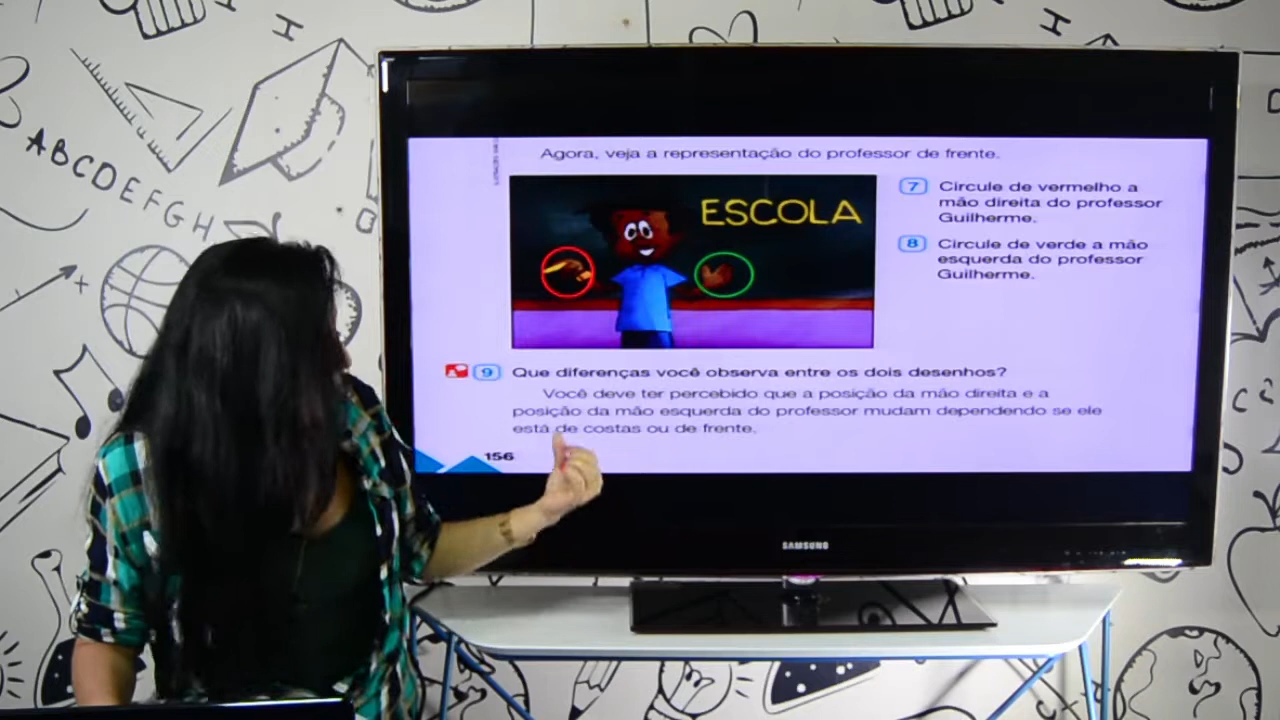 ABCDEFGH
Agora, veja a representação do professor de frente.
ESCOLA
7 Circule de vermelho a
mão direita do professor
Guilherme.
8 Circule de verde a mão
esquerda do professor
Guilherme.
9 Que diferenças você observa entre os dois desenhos?
Você deve ter percebido que a posição da mão direita e a
posição da mão esquerda do professor mudam dependendo se ele
está de costas ou de frente.
156
SAMSUNG